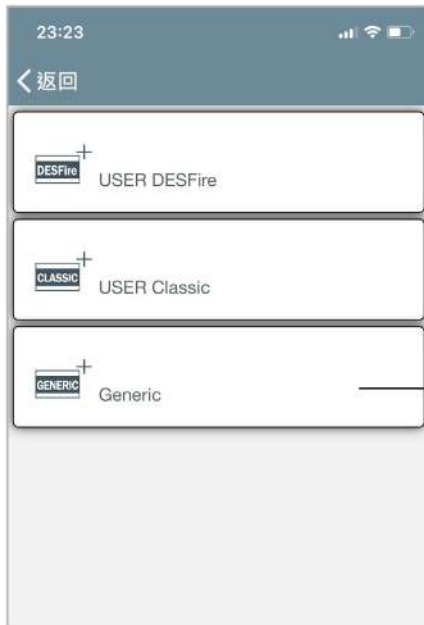 23:23
返回
DESFire
USER DESFire
CLASSIC
USER Classic
GENERIC
Generic